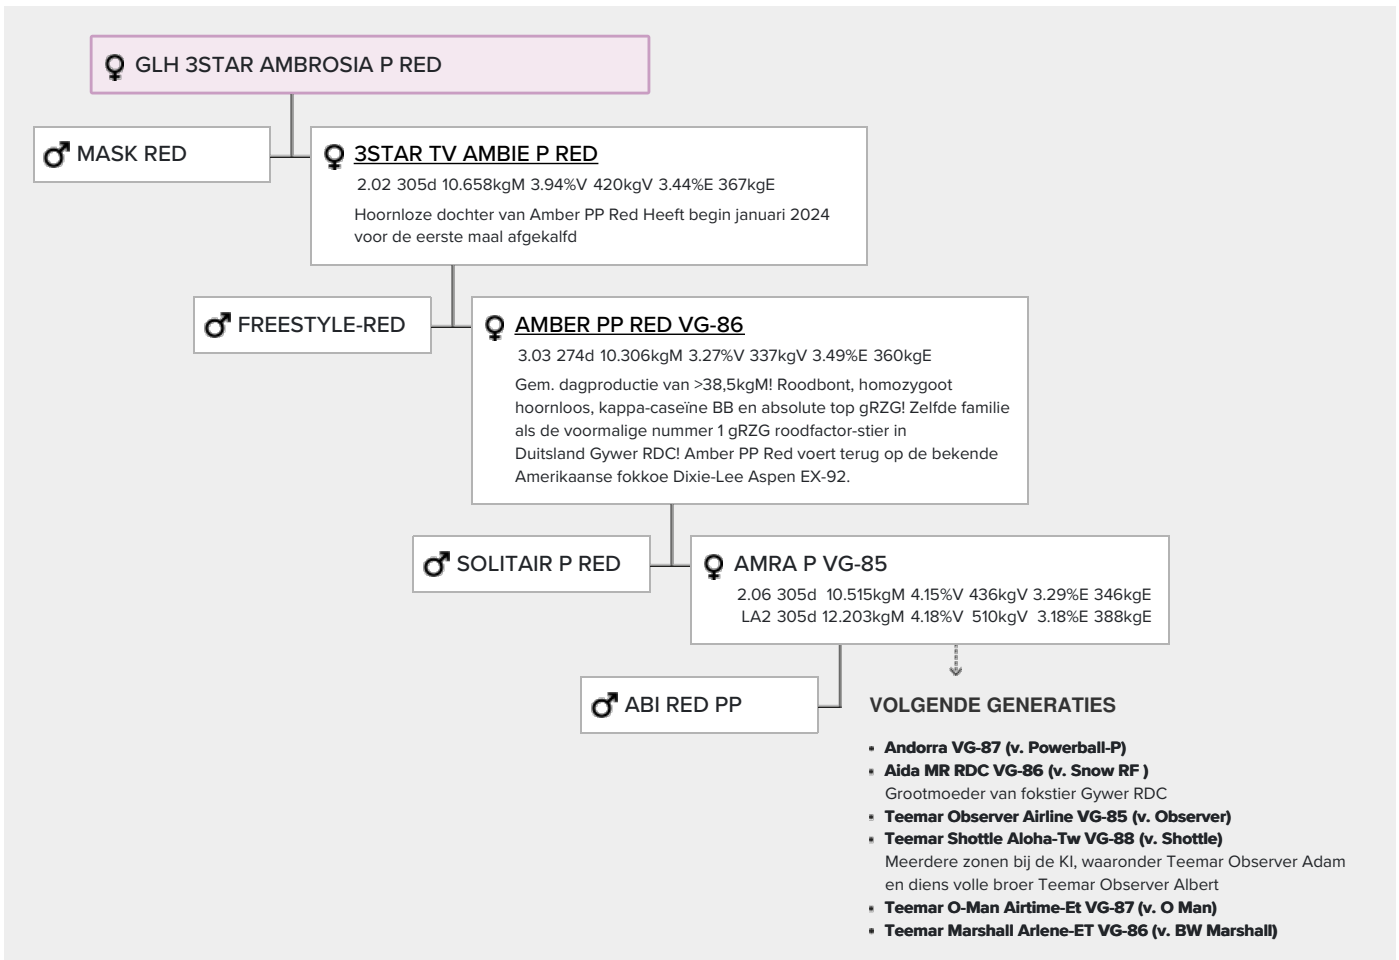 GLH 3STAR AMBROSIA P RED
MASK RED
3STAR TV AMBIE P RED
2.02 305d 10.658kgM 3.94%V 420kgV 3.44%E 367kgE
Hoornloze dochter van Amber PP Red Heeft begin januari 2024
voor de eerste maal afgekalfd
FREESTYLE-RED
AMBER PP RED VG-86
3.03 274d 10.306kgM 3.27%V 337kgV 3.49%E 360kgE
Gem. dagproductie van >38,5kgM! Roodbont, homozygoot
hoornloos, kappa-caseïne BB en absolute top gRZG! Zelfde familie
als de voormalige nummer 1 gRZG roodfactor-stier in
Duitsland Gywer RDC! Amber PP Red voert terug op de bekende
Amerikaanse fokkoe Dixie-Lee Aspen EX-92.
SOLITAIR P RED
AMRA P VG-85
2.06 305d 10.515kgM 4.15%V 436kgV 3.29%E 346kgE
LA2 305d 12.203kgM 4.18%V 510kgV 3.18%E 388kgE
ABI RED PP
VOLGENDE GENERATIES
Andorra VG-87 (v. Powerball-P)
Aida MR RDC VG-86 (v. Snow RF )
Grootmoeder van fokstier Gywer RDC
Teemar Observer Airline VG-85 (v. Observer)
Teemar Shottle Aloha-Tw VG-88 (v. Shottle)
Meerdere zonen bij de KI, waaronder Teemar Observer Adam
en diens volle broer Teemar Observer Albert
Teemar O-Man Airtime-Et VG-87 (v. O Man)
Teemar Marshall Arlene-ET VG-86 (v. BW Marshall)